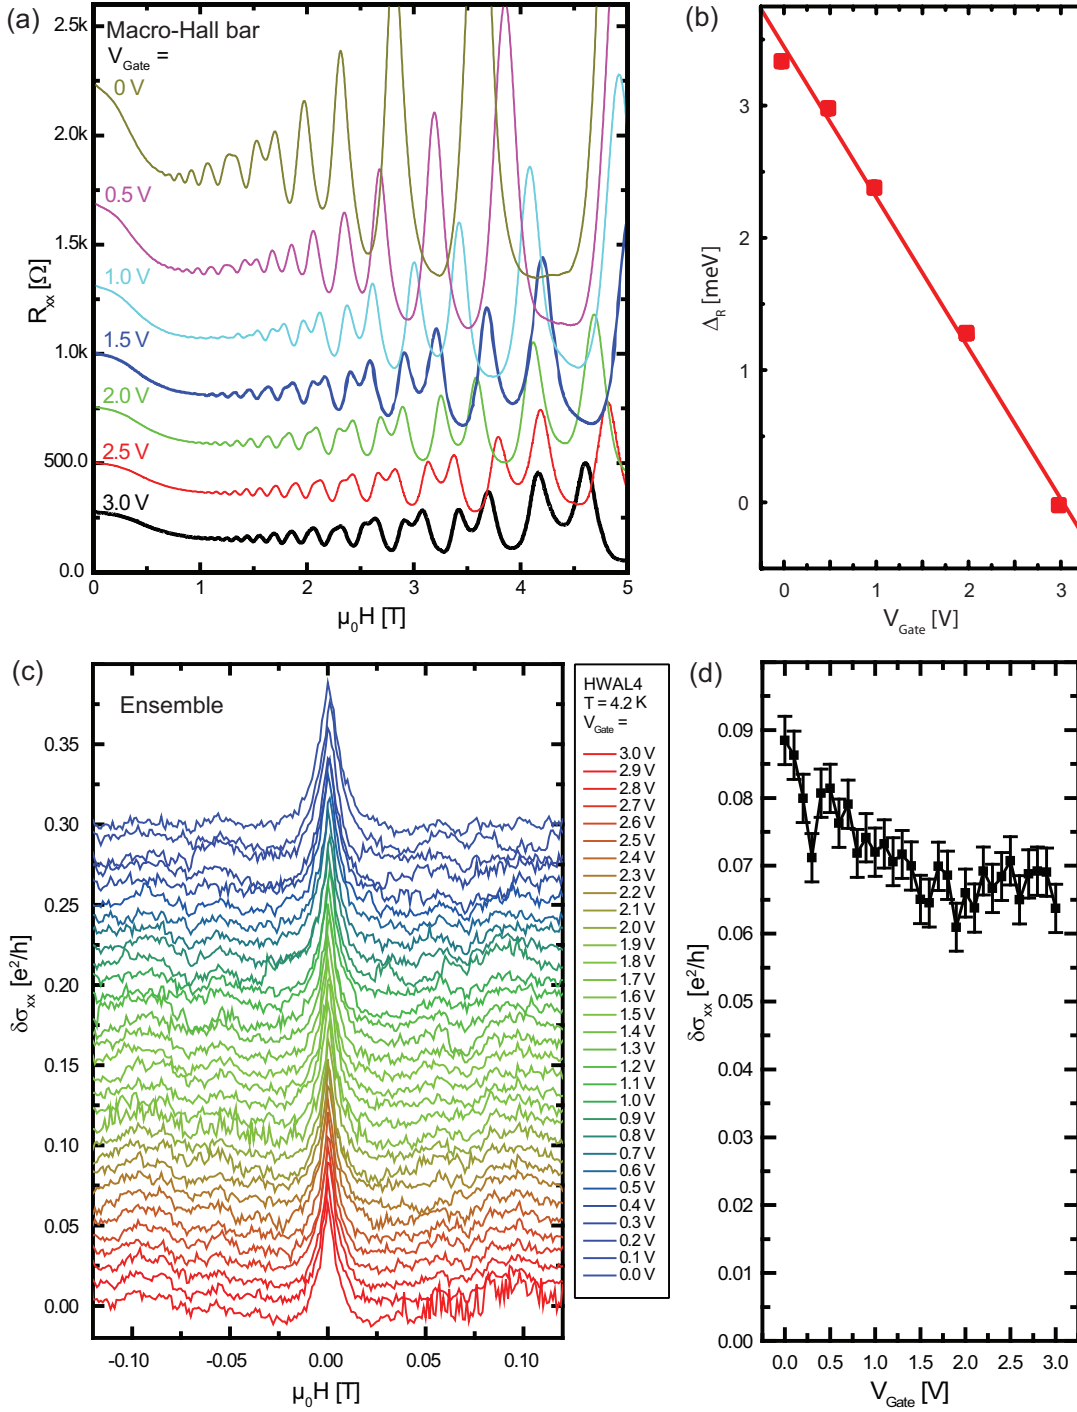 (a)
Macro-Hall bar
V_Gate =
0 V
0.5 V
1.0 V
1.5 V
2.0 V
2.5 V
3.0 V
2.5k
2.0k
1.5k
1.0k
500.0
0.0
R_xx [Ω]
0 1 2 3 4 5
μ₀H [T]
(b)
3
3
2
1
0
Δ_R [meV]
0 1 2 3
V_Gate [V]
(c)
Ensemble
0.35
0.30
0.25
0.20
0.15
0.10
0.05
0.00
δσ_xx [e²/h]
-0.10 -0.05 0.00 0.05 0.10
μ₀H [T]
HWAL4
T = 4.2 K
V_Gate =
3.0 V
2.9 V
2.8 V
2.7 V
2.6 V
2.5 V
2.4 V
2.3 V
2.2 V
2.1 V
2.0 V
1.9 V
1.8 V
1.7 V
1.6 V
1.5 V
1.4 V
1.3 V
1.2 V
1.1 V
1.0 V
0.9 V
0.8 V
0.7 V
0.6 V
0.5 V
0.4 V
0.3 V
0.2 V
0.1 V
0.0 V
(d)
0.09
0.08
0.07
0.06
0.05
0.04
0.03
0.02
0.01
0.00
δσ_xx [e²/h]
0.0 0.5 1.0 1.5 2.0 2.5 3.0
V_Gate [V]